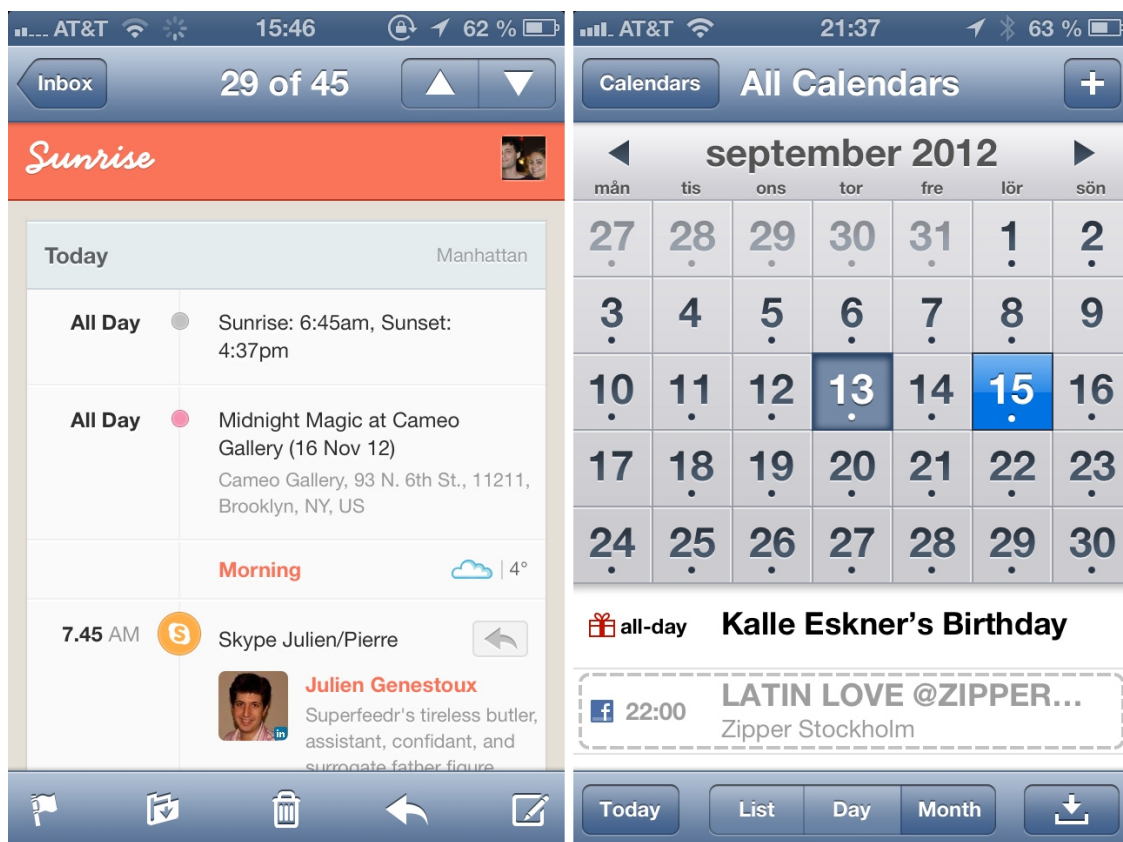 AT&T 15:46 62 %
Inbox 29 of 45
Sunrise
Today Manhattan
All Day Sunrise: 6:45am, Sunset:
4:37pm
All Day Midnight Magic at Cameo
Gallery (16 Nov 12)
Cameo Gallery, 93 N. 6th St., 11211,
Brooklyn, NY, US
Morning 4°
7.45 AM Skype Julien/Pierre
Julien Genestoux
in
Superfeedr's tireless butler,
assistant, confidant, and
surrogate father figure
AT&T 21:37 63 %
Calendars All Calendars +
september 2012
mån tis ons tor fre lör sön
27 28 29 30 31 1 2
3 4 5 6 7 8 9
10 11 12 13 14 15 16
17 18 19 20 21 22 23
24 25 26 27 28 29 30
all-day Kalle Eskner’s Birthday
f 22:00 LATIN LOVE @ZIPPER...
Zipper Stockholm
Today List Day Month